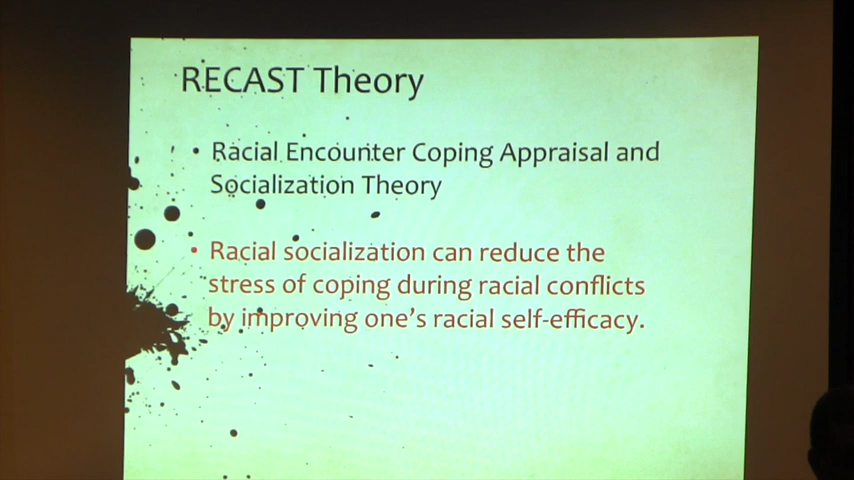 RECAST Theory
• Racial Encounter Coping Appraisal and
Socialization Theory
• Racial socialization can reduce the
stress of coping during racial conflicts
by improving one’s racial self-efficacy.